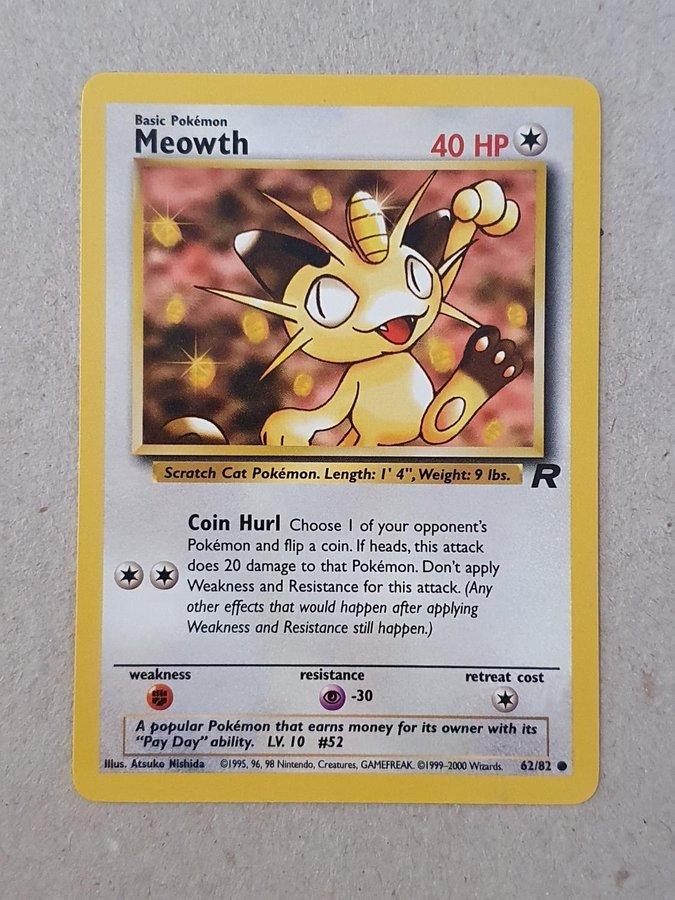 Basic Pokémon
Meowth
40 HP
Scratch Cat Pokémon. Length: 1' 4", Weight: 9 lbs.
R
Coin Hurl Choose 1 of your opponent's
Pokémon and flip a coin. If heads, this attack
does 20 damage to that Pokémon. Don't apply
Weakness and Resistance for this attack. (Any
other effects that would happen after applying
Weakness and Resistance still happen.)
weakness resistance retreat cost
-30
A popular Pokémon that earns money for its owner with its
"Pay Day" ability. LV. 10 #52
Illus. Atsuko Nishida ©1995, 96, 98 Nintendo, Creatures, GAMEFREAK. ©1999–2000 Wizards. 62/82